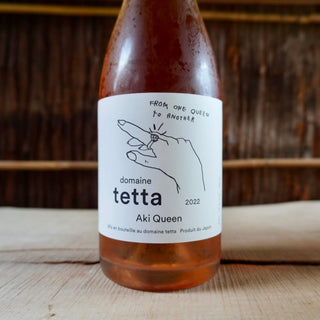 FROM ONE QUEEN
TO ANOTHER
domaine
tetta 2022
Aki Queen
Mis en bouteille au domaine tetta Produit du Japon